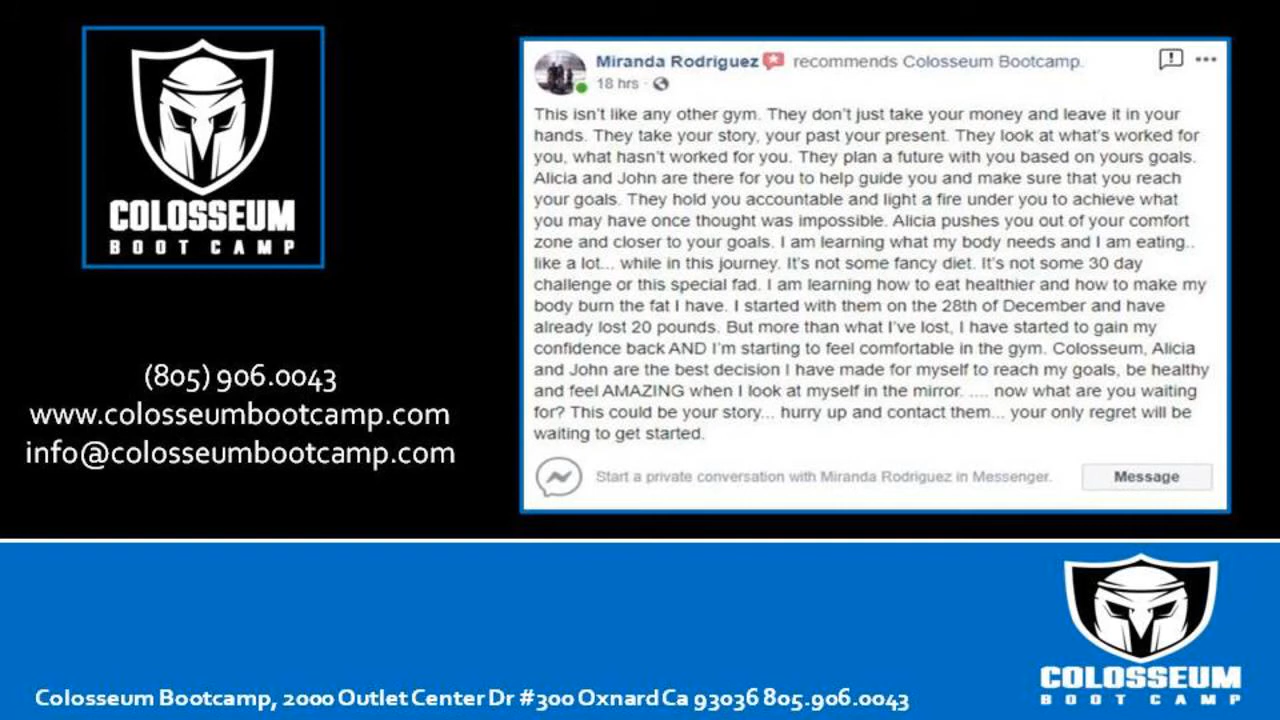 COLOSSEUM
BOOT CAMP
(805) 906.0043
www.colosseumbootcamp.com
info@colosseumbootcamp.com
Miranda Rodriguez recommends Colosseum Bootcamp.
18 hrs ·
This isn't like any other gym. They don't just take your money and leave it in your
hands. They take your story, your past your present. They look at what's worked for
you, what hasn't worked for you. They plan a future with you based on yours goals.
Alicia and John are there for you to help guide you and make sure that you reach
your goals. They hold you accountable and light a fire under you to achieve what
you may have once thought was impossible. Alicia pushes you out of your comfort
zone and closer to your goals. I am learning what my body needs and I am eating..
like a lot... while in this journey. It's not some fancy diet. It's not some 30 day
challenge or this special fad. I am learning how to eat healthier and how to make my
body burn the fat I have. I started with them on the 28th of December and have
already lost 20 pounds. But more than what I've lost, I have started to gain my
confidence back AND I'm starting to feel comfortable in the gym. Colosseum, Alicia
and John are the best decision I have made for myself to reach my goals, be healthy
and feel AMAZING when I look at myself in the mirror. .... now what are you waiting
for? This could be your story... hurry up and contact them... your only regret will be
waiting to get started.
Start a private conversation with Miranda Rodriguez in Messenger.
Message
Colosseum Bootcamp, 2000 Outlet Center Dr #300 Oxnard Ca 93036 805.906.0043
COLOSSEUM
BOOT CAMP